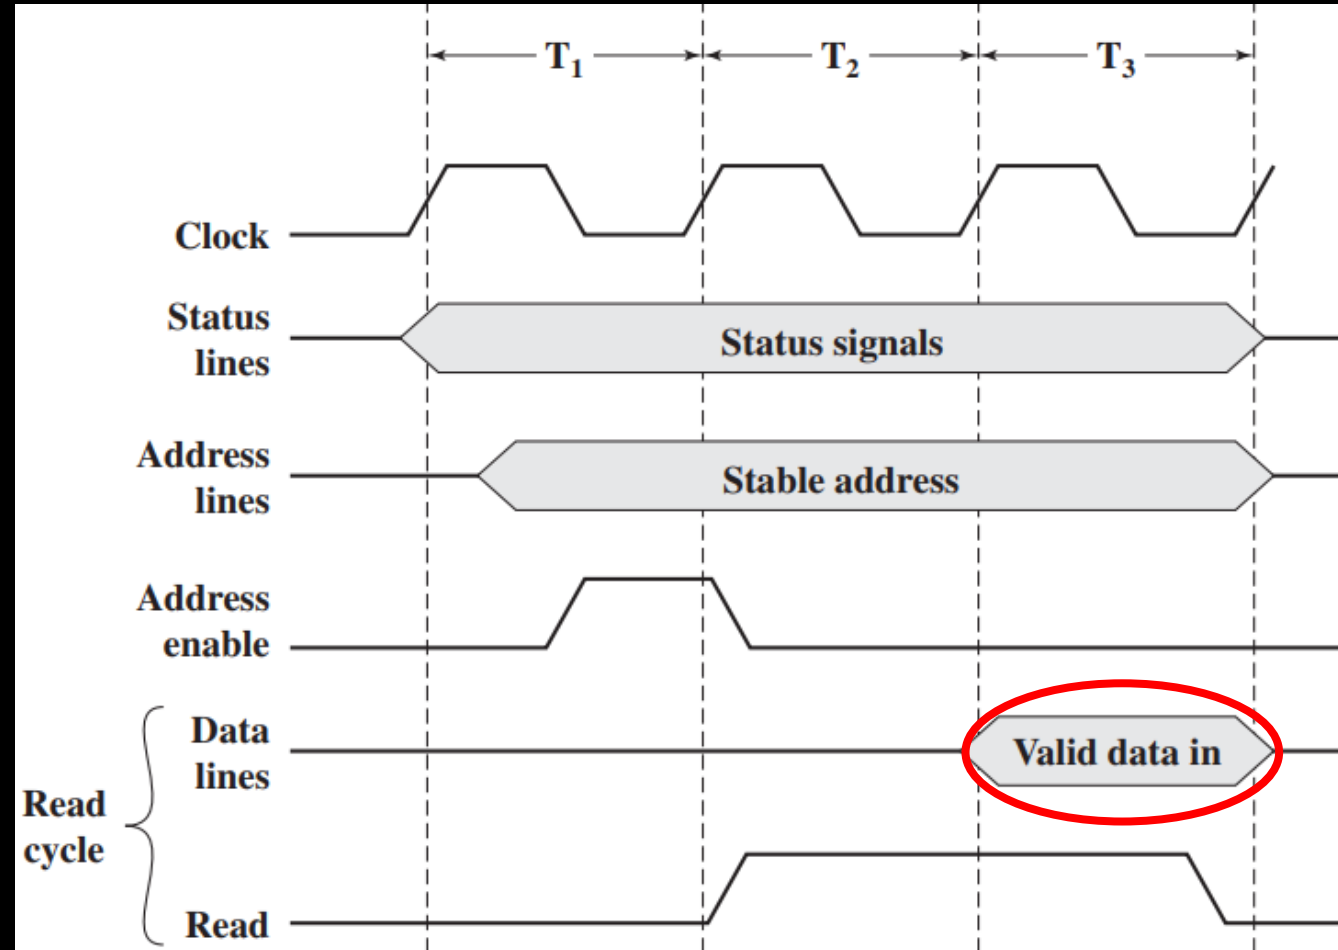 T1 T2 T3
Clock
Status
lines
Status signals
Address
lines
Stable address
Address
enable
Data
lines
Valid data in
Read
cycle
Read